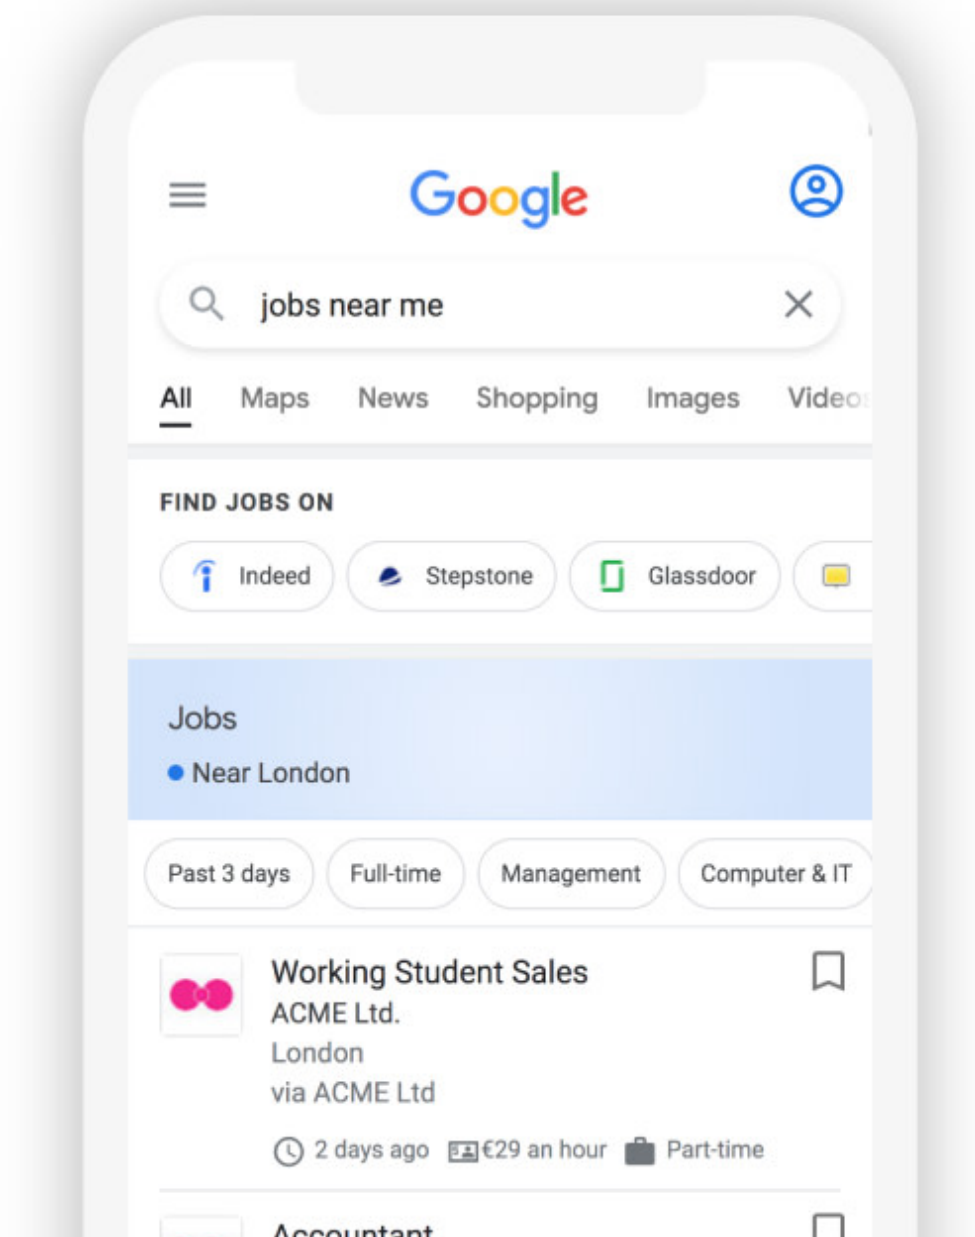 Google
jobs near me
All Maps News Shopping Images Videos
FIND JOBS ON
Indeed Stepstone Glassdoor
Jobs
Near London
Past 3 days Full-time Management Computer & IT
Working Student Sales
ACME Ltd.
London
via ACME Ltd
2 days ago €29 an hour Part-time
Accountant